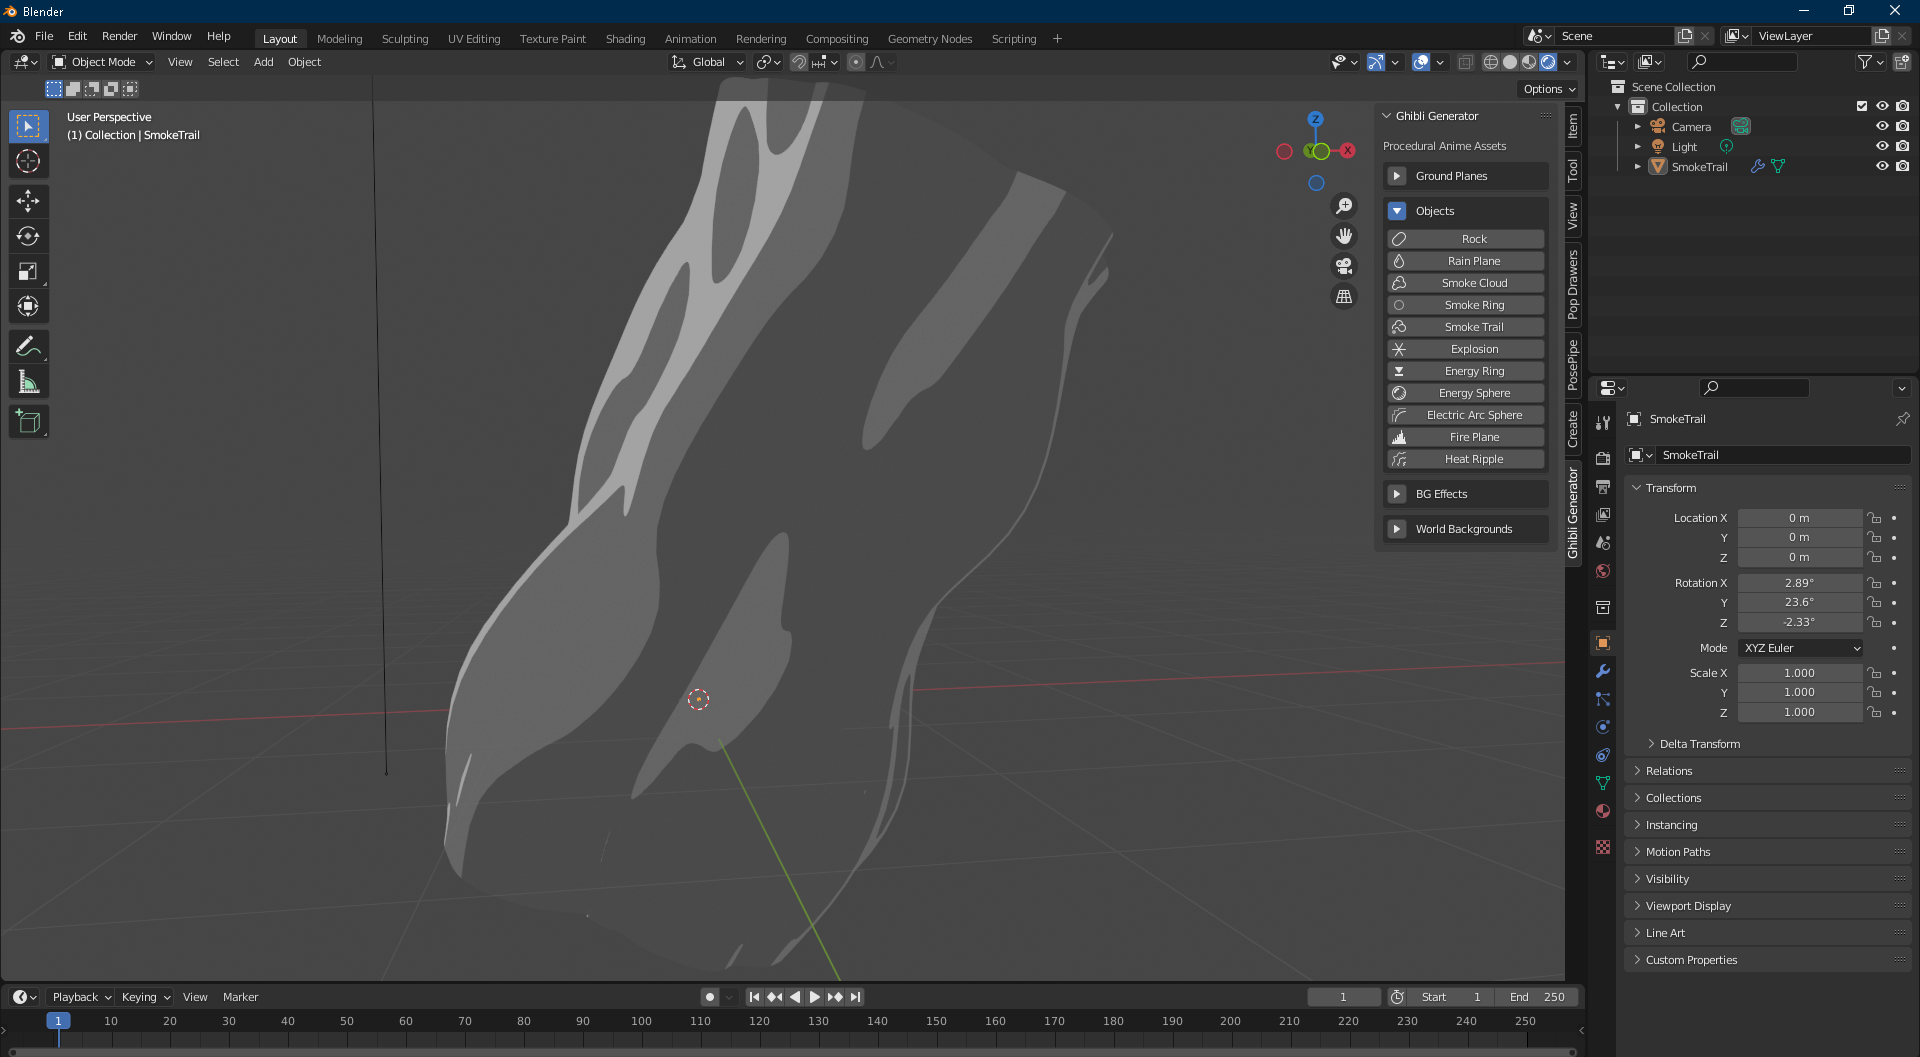 Blender
File Edit Render Window Help Layout Modeling Sculpting UV Editing Texture Paint Shading Animation Rendering Compositing Geometry Nodes Scripting + Scene ViewLayer
Object Mode View Select Add Object Global
Options
User Perspective
(1) Collection | SmokeTrail
Z
Y
X
Ghibli Generator
Procedural Anime Assets
Ground Planes
Objects
Rock
Rain Plane
Smoke Cloud
Smoke Ring
Smoke Trail
Explosion
Energy Ring
Energy Sphere
Electric Arc Sphere
Fire Plane
Heat Ripple
BG Effects
World Backgrounds
Item
Tool
View
Pop Drawers
PosePipe
Create
Ghibli Generator
Scene Collection
Collection
Camera
Light
SmokeTrail
SmokeTrail
SmokeTrail
Transform
Location X 0 m
Y 0 m
Z 0 m
Rotation X 2.89°
Y 23.6°
Z -2.33°
Mode XYZ Euler
Scale X 1.000
Y 1.000
Z 1.000
Delta Transform
Relations
Collections
Instancing
Motion Paths
Visibility
Viewport Display
Line Art
Custom Properties
Playback Keying View Marker 1 Start 1 End 250
1 10 20 30 40 50 60 70 80 90 100 110 120 130 140 150 160 170 180 190 200 210 220 230 240 250